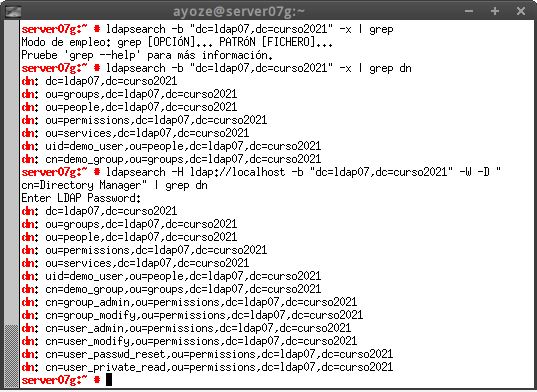 ayoze@server07g:~
server07g:~ # ldapsearch -b "dc=ldap07,dc=curso2021" -x | grep
Modo de empleo: grep [OPCIÓN]... PATRÓN [FICHERO]...
Pruebe 'grep --help' para más información.
server07g:~ # ldapsearch -b "dc=ldap07,dc=curso2021" -x | grep dn
dn: dc=ldap07,dc=curso2021
dn: ou=groups,dc=ldap07,dc=curso2021
dn: ou=people,dc=ldap07,dc=curso2021
dn: ou=permissions,dc=ldap07,dc=curso2021
dn: ou=services,dc=ldap07,dc=curso2021
dn: uid=demo_user,ou=people,dc=ldap07,dc=curso2021
dn: cn=demo_group,ou=groups,dc=ldap07,dc=curso2021
server07g:~ # ldapsearch -H ldap://localhost -b "dc=ldap07,dc=curso2021" -W -D "
cn=Directory Manager" | grep dn
Enter LDAP Password:
dn: dc=ldap07,dc=curso2021
dn: ou=groups,dc=ldap07,dc=curso2021
dn: ou=people,dc=ldap07,dc=curso2021
dn: ou=permissions,dc=ldap07,dc=curso2021
dn: ou=services,dc=ldap07,dc=curso2021
dn: uid=demo_user,ou=people,dc=ldap07,dc=curso2021
dn: cn=demo_group,ou=groups,dc=ldap07,dc=curso2021
dn: cn=group_admin,ou=permissions,dc=ldap07,dc=curso2021
dn: cn=group_modify,ou=permissions,dc=ldap07,dc=curso2021
dn: cn=user_admin,ou=permissions,dc=ldap07,dc=curso2021
dn: cn=user_modify,ou=permissions,dc=ldap07,dc=curso2021
dn: cn=user_passwd_reset,ou=permissions,dc=ldap07,dc=curso2021
dn: cn=user_private_read,ou=permissions,dc=ldap07,dc=curso2021
server07g:~ #